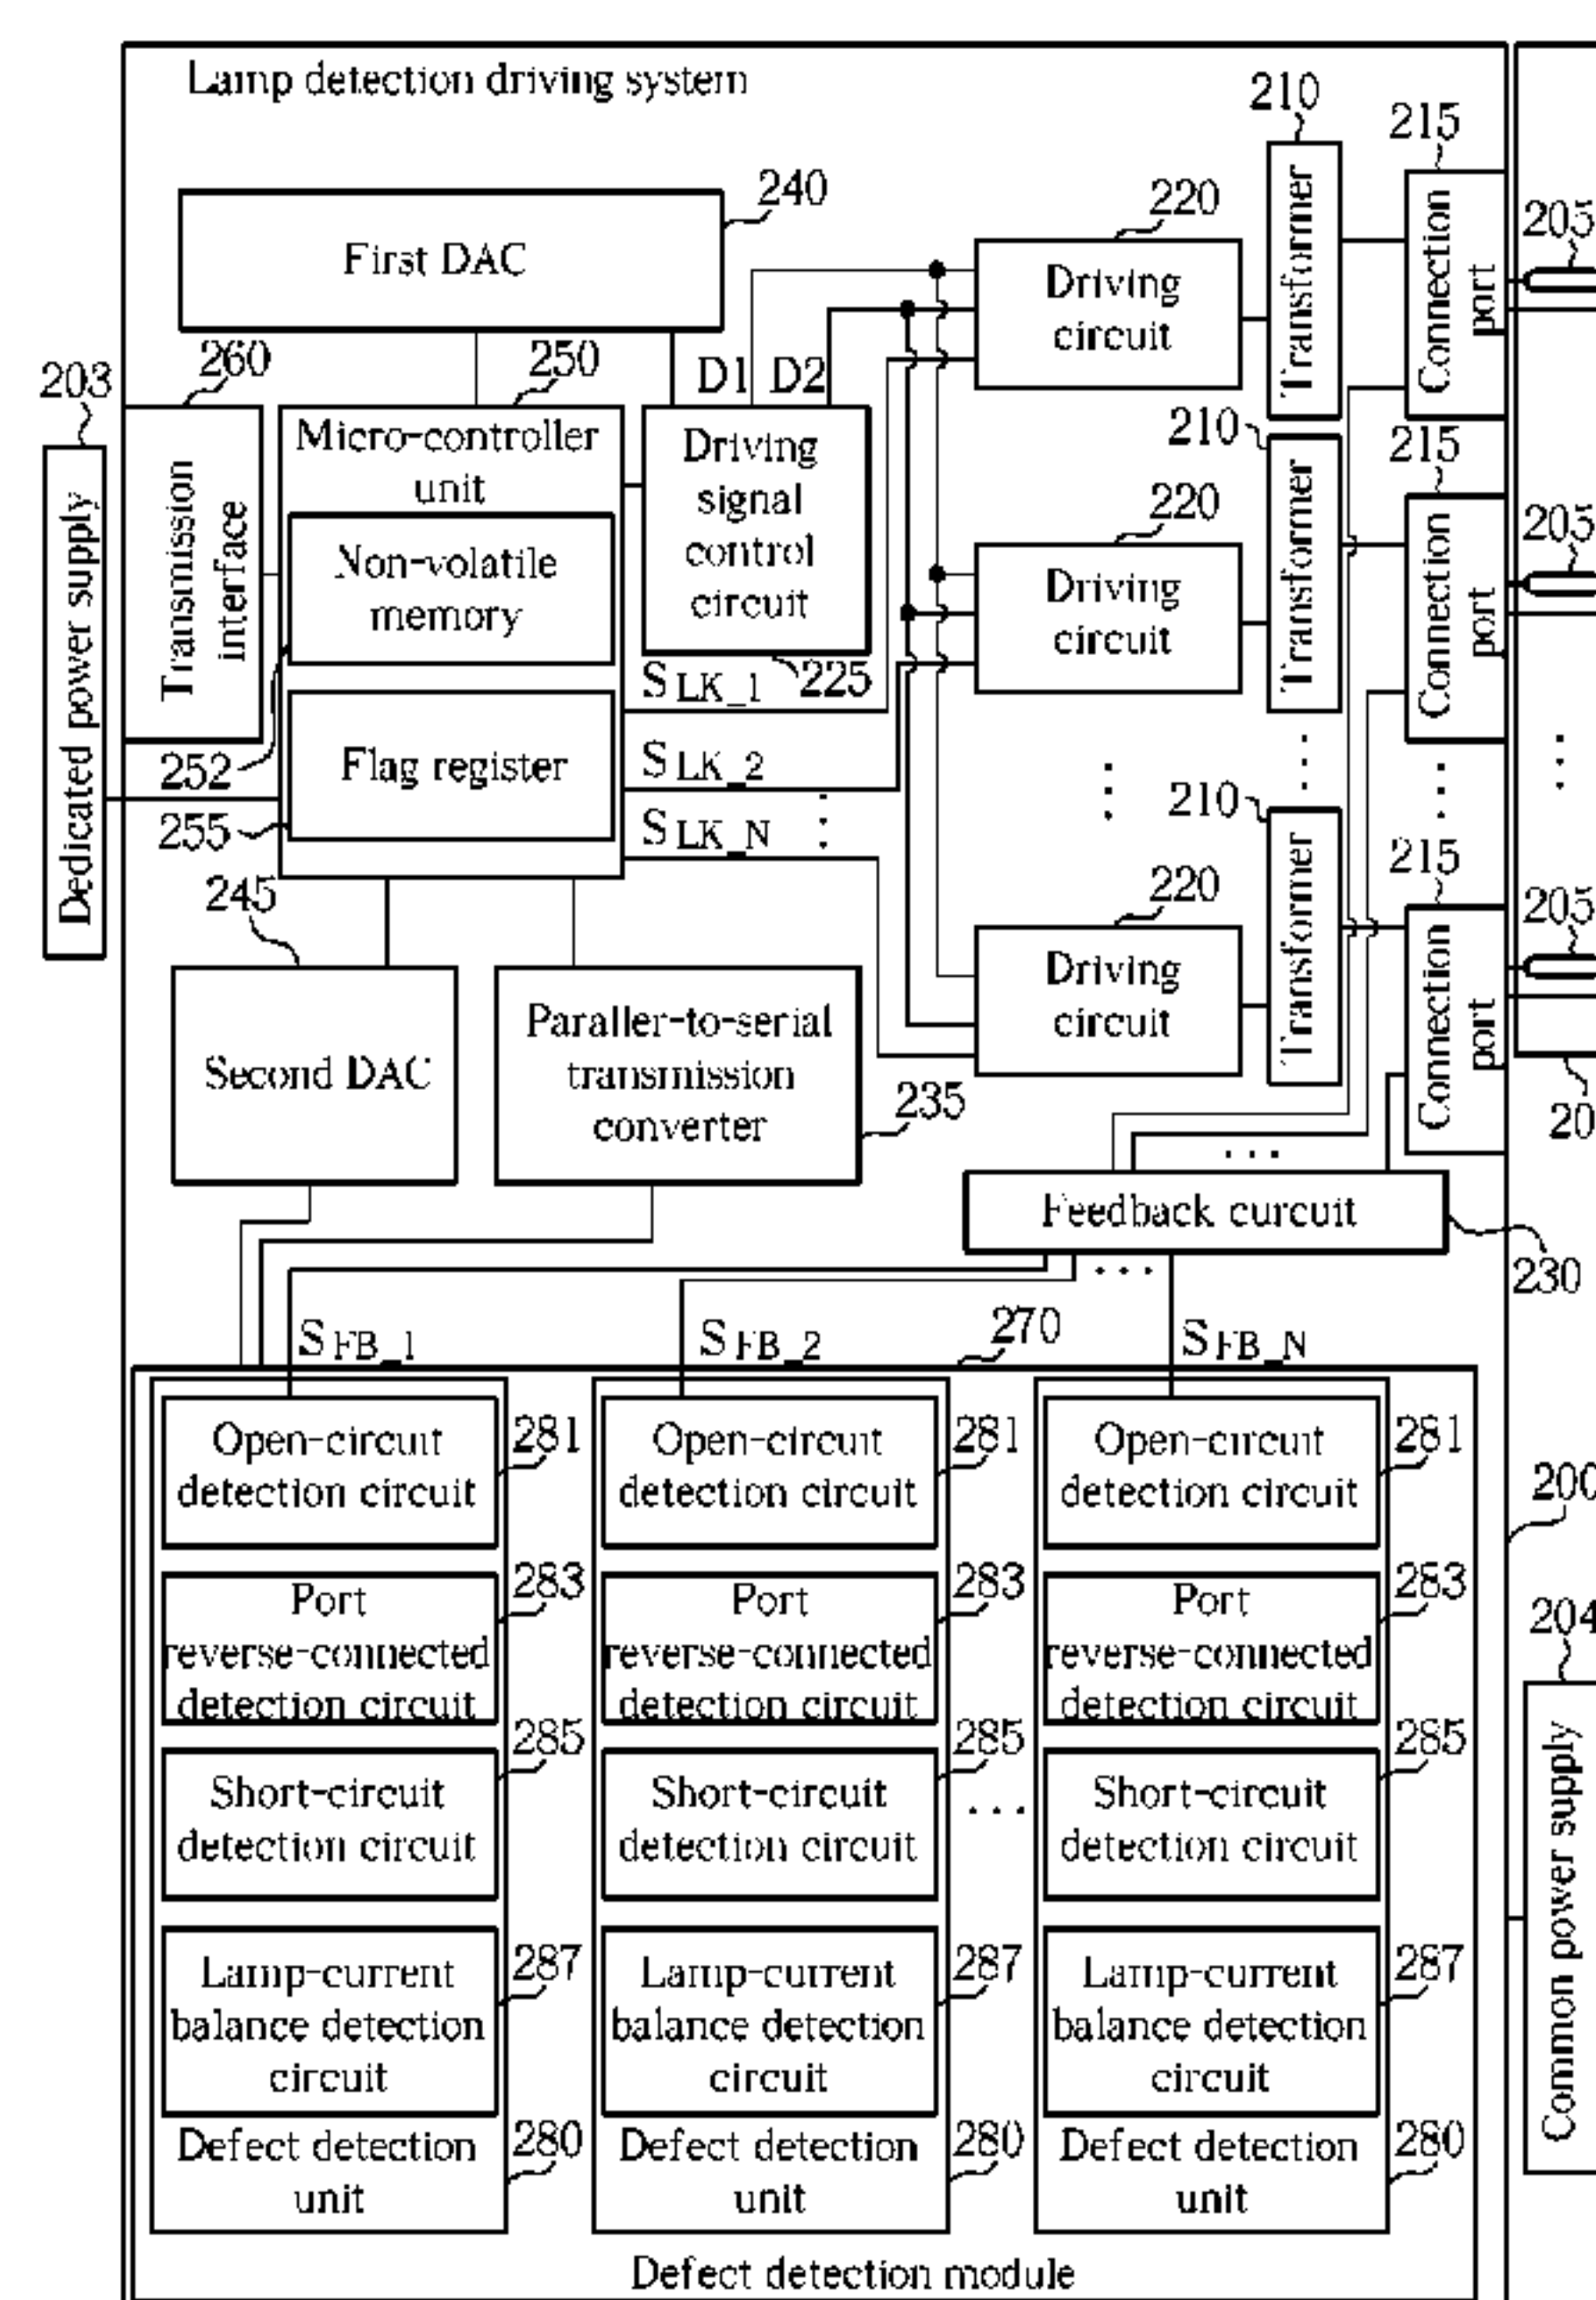 Lamp detection driving system
210
215
240
220
205
First DAC
Driving
circuit
Transformer
Connection
port
203
260
250
D1 D2
Dedicated power supply
Transmission
interface
Micro-controller
unit
Driving
signal
control
circuit
Non-volatile
memory
225
210
215
220
205
Driving
circuit
Transformer
Connection
port
S LK_1
252
Flag register
S LK_2
255
S LK_N
210
215
245
220
205
Driving
circuit
Transformer
Connection
port
Second DAC
Paraller-to-serial
transmission
converter
235
20
Feedback curcuit
230
S FB_1
S FB_2
270
S FB_N
Open-circuit
detection circuit
281
Open-circuit
detection circuit
281
Open-circuit
detection circuit
281
200
Port
reverse-connected
detection circuit
283
Port
reverse-connected
detection circuit
283
Port
reverse-connected
detection circuit
283
204
Short-circuit
detection circuit
285
Short-circuit
detection circuit
285
...
Short-circuit
detection circuit
285
Common power supply
Lamp-current
balance detection
circuit
287
Lamp-current
balance detection
circuit
287
Lamp-current
balance detection
circuit
287
Defect detection
unit
280
Defect detection
unit
280
Defect detection
unit
280
Defect detection module